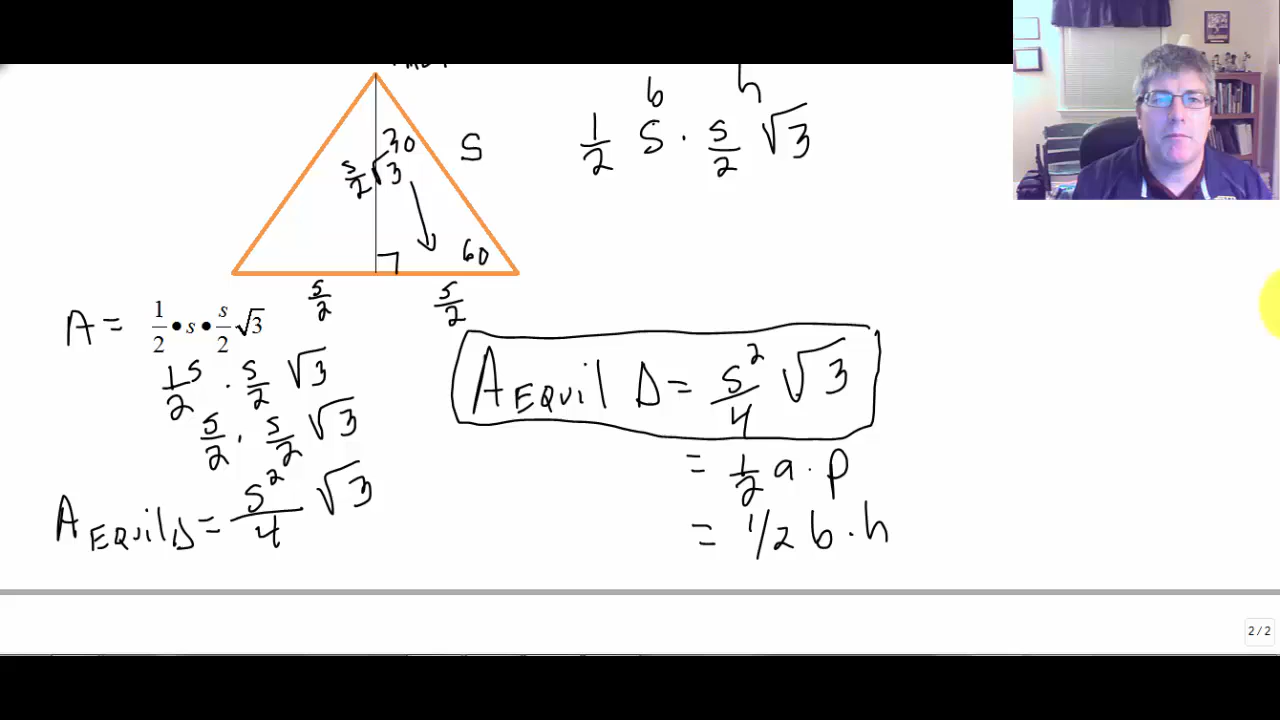 b h
1/2 S · s/2 √3
30
S
s/2 √3
60
s/2 s/2
A = 1/2 • s • s/2 √3
1/2 s · s/2 √3
s/2 · s/2 √3
A EQUIL Δ = s²/4 √3
A EQUIL Δ = s²/4 √3
= 1/2 a · p
= 1/2 b · h
2 / 2